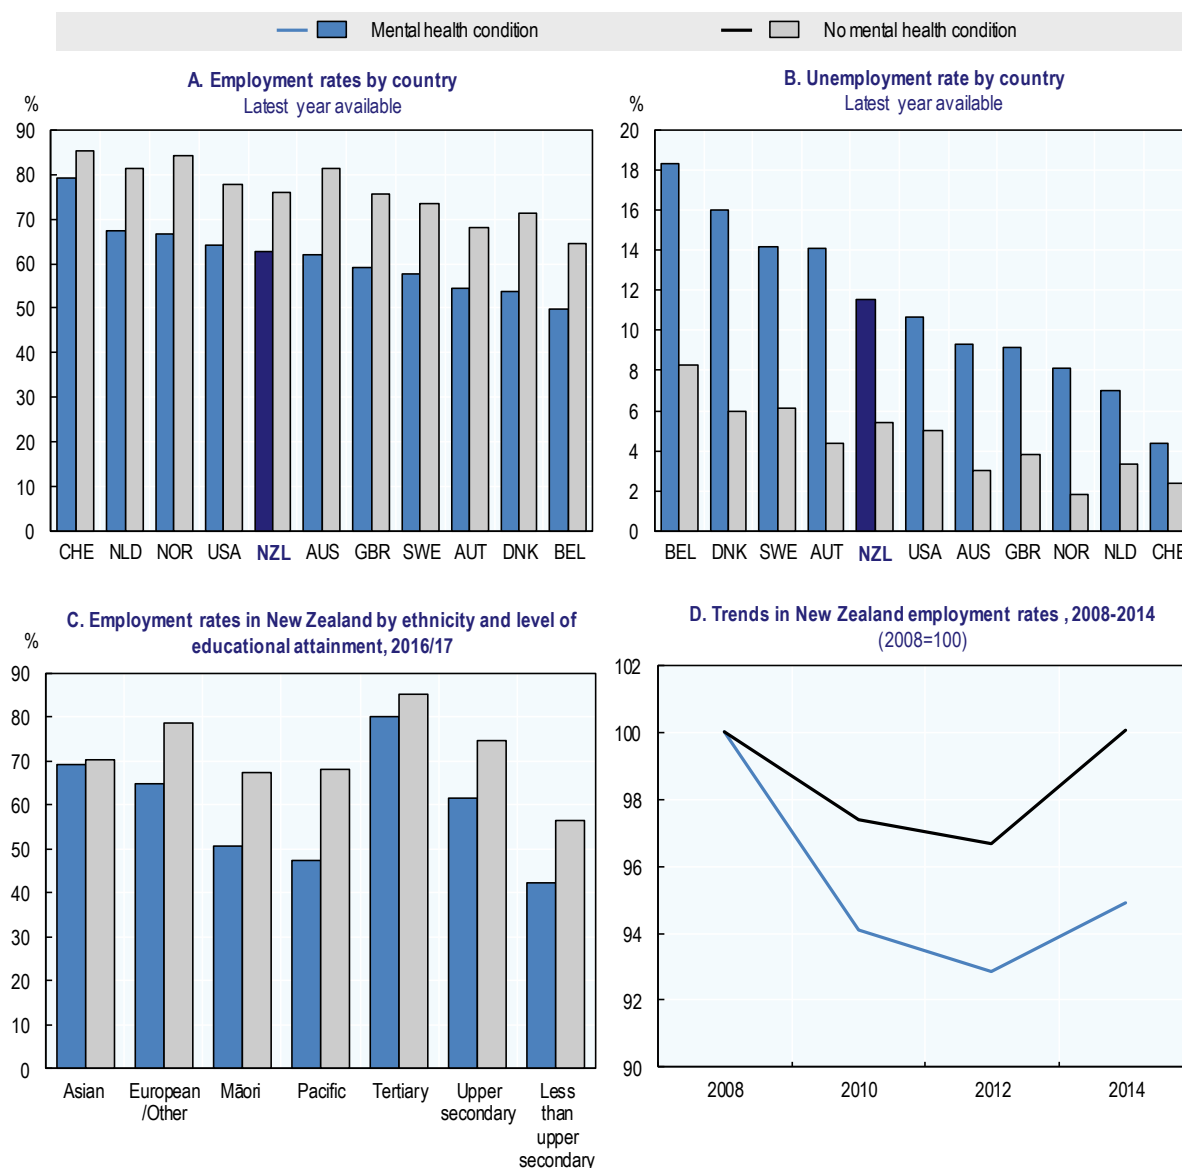 Mental health condition
No mental health condition
A. Employment rates by country
Latest year available
%
90
80
70
60
50
40
30
20
10
0
CHE NLD NOR USA NZL AUS GBR SWE AUT DNK BEL
B. Unemployment rate by country
Latest year available
%
20
18
16
14
12
10
8
6
4
2
0
BEL DNK SWE AUT NZL USA AUS GBR NOR NLD CHE
C. Employment rates in New Zealand by ethnicity and level of
educational attainment, 2016/17
%
90
80
70
60
50
40
30
20
10
0
Asian
European
/Other
Māori
Pacific
Tertiary
Upper
secondary
Less
than
upper
secondary
D. Trends in New Zealand employment rates , 2008-2014
(2008=100)
102
100
98
96
94
92
90
2008 2010 2012 2014